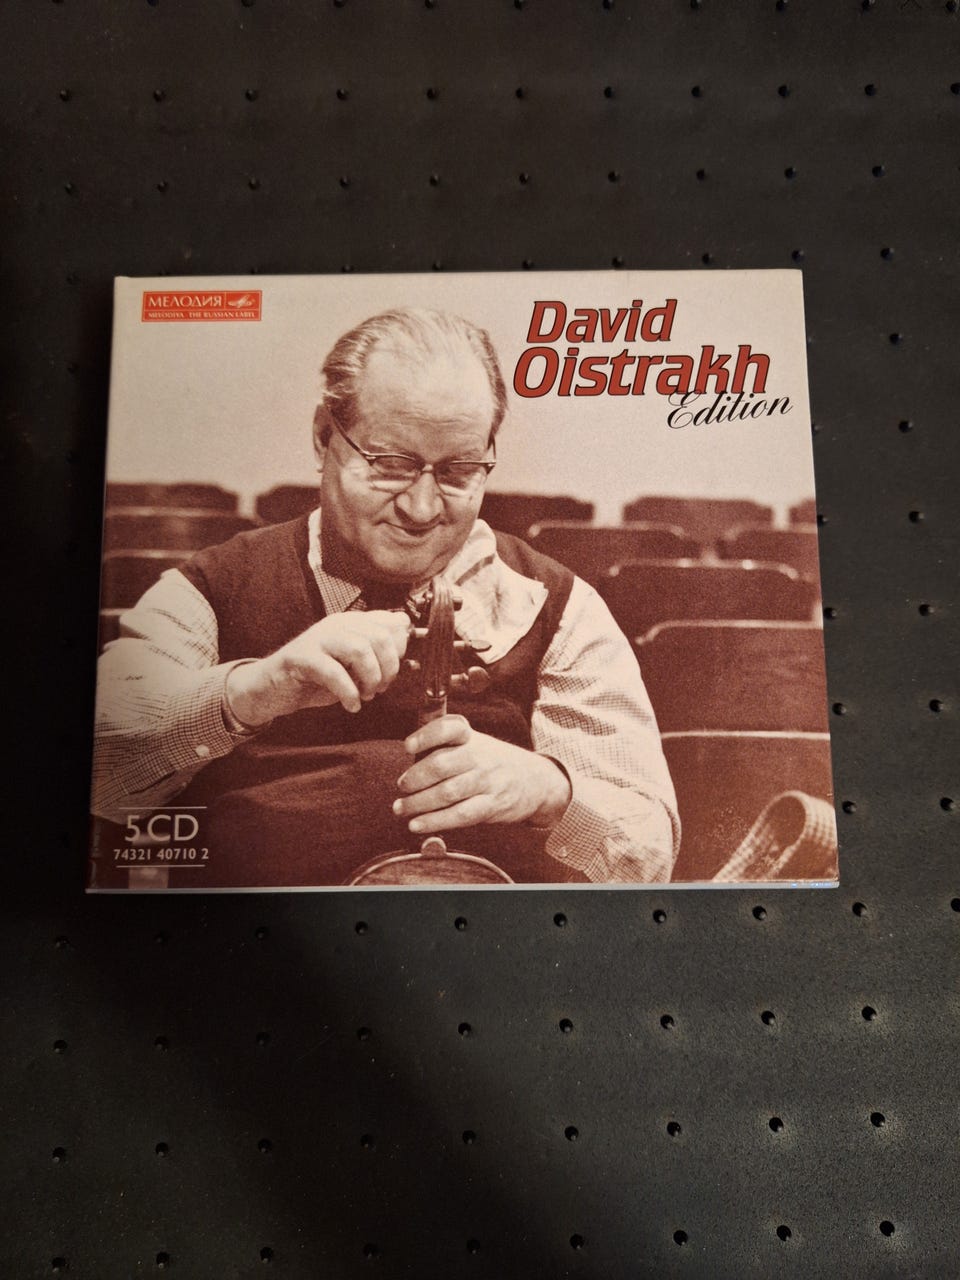 МЕЛОДИЯ
MELODIYA · THE RUSSIAN LABEL
David
Oistrakh
Edition
5 CD
74321 40710 2